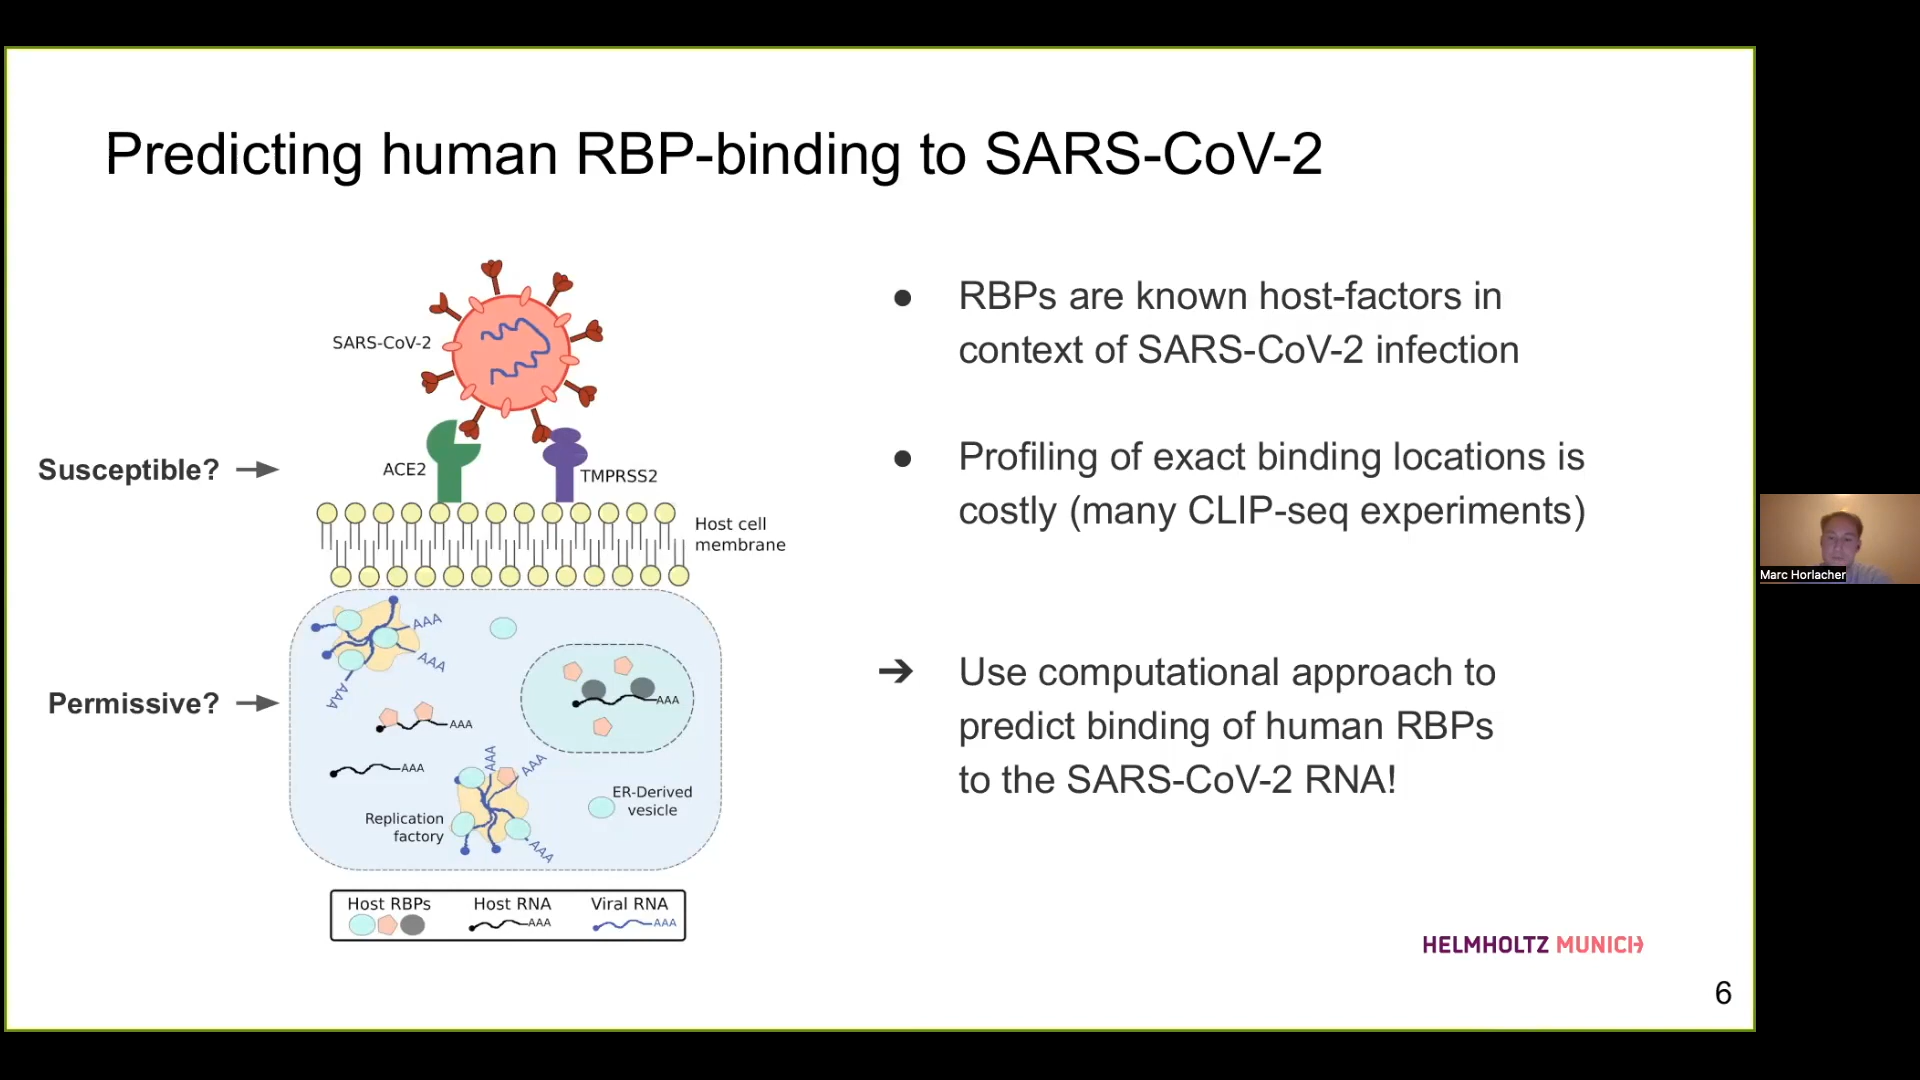 Predicting human RBP-binding to SARS-CoV-2
SARS-CoV-2
Susceptible?
ACE2
TMPRSS2
Host cell
membrane
Permissive?
AAA
AAA
AAA
AAA
AAA
AAA
AAA
AAA
AAA
Replication
factory
ER-Derived
vesicle
Host RBPs
Host RNA
Viral RNA
AAA
AAA
● RBPs are known host-factors in
context of SARS-CoV-2 infection
● Profiling of exact binding locations is
costly (many CLIP-seq experiments)
➔ Use computational approach to
predict binding of human RBPs
to the SARS-CoV-2 RNA!
HELMHOLTZ MUNICH
6
Marc Horlacher